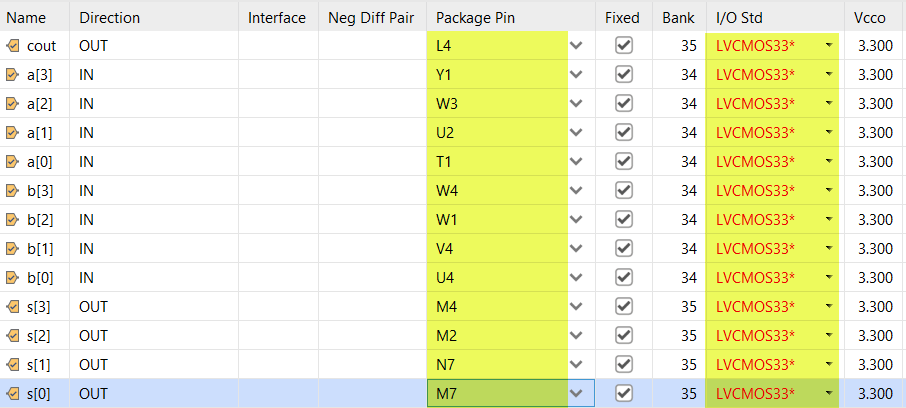 Name Direction Interface Neg Diff Pair Package Pin Fixed Bank I/O Std Vcco
cout OUT L4 35 LVCMOS33* 3.300
a[3] IN Y1 34 LVCMOS33* 3.300
a[2] IN W3 34 LVCMOS33* 3.300
a[1] IN U2 34 LVCMOS33* 3.300
a[0] IN T1 34 LVCMOS33* 3.300
b[3] IN W4 34 LVCMOS33* 3.300
b[2] IN W1 34 LVCMOS33* 3.300
b[1] IN V4 34 LVCMOS33* 3.300
b[0] IN U4 34 LVCMOS33* 3.300
s[3] OUT M4 35 LVCMOS33* 3.300
s[2] OUT M2 35 LVCMOS33* 3.300
s[1] OUT N7 35 LVCMOS33* 3.300
s[0] OUT M7 35 LVCMOS33* 3.300